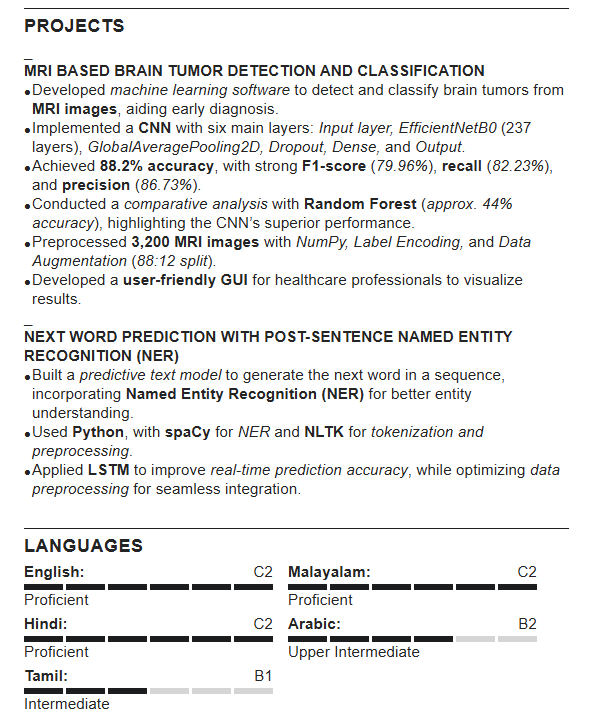 PROJECTS
_
MRI BASED BRAIN TUMOR DETECTION AND CLASSIFICATION
•Developed machine learning software to detect and classify brain tumors from
MRI images, aiding early diagnosis.
•Implemented a CNN with six main layers: Input layer, EfficientNetB0 (237
layers), GlobalAveragePooling2D, Dropout, Dense, and Output.
•Achieved 88.2% accuracy, with strong F1-score (79.96%), recall (82.23%),
and precision (86.73%).
•Conducted a comparative analysis with Random Forest (approx. 44%
accuracy), highlighting the CNN’s superior performance.
•Preprocessed 3,200 MRI images with NumPy, Label Encoding, and Data
Augmentation (88:12 split).
•Developed a user-friendly GUI for healthcare professionals to visualize
results.
_
NEXT WORD PREDICTION WITH POST-SENTENCE NAMED ENTITY
RECOGNITION (NER)
•Built a predictive text model to generate the next word in a sequence,
incorporating Named Entity Recognition (NER) for better entity
understanding.
•Used Python, with spaCy for NER and NLTK for tokenization and
preprocessing.
•Applied LSTM to improve real-time prediction accuracy, while optimizing data
preprocessing for seamless integration.
LANGUAGES
English: C2 Malayalam: C2
Proficient Proficient
Hindi: C2 Arabic: B2
Proficient Upper Intermediate
Tamil: B1
Intermediate